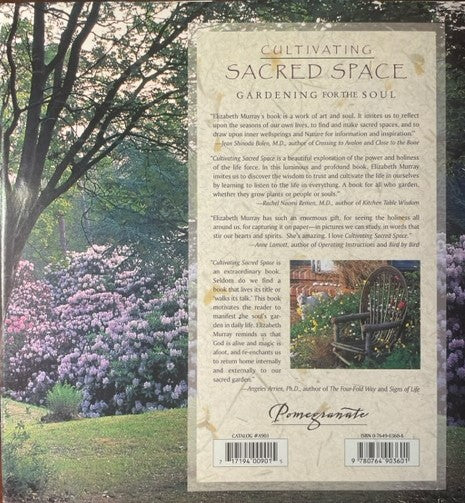 CULTIVATING
SACRED SPACE
GARDENING FOR THE SOUL
"Elizabeth Murray's book is a work of art and soul. It invites us to reflect
upon the seasons of our own lives, to find and make sacred spaces, and to
draw upon inner wellsprings and Nature for information and inspiration."
—Jean Shinoda Bolen, M.D., author of Crossing to Avalon and Close to the Bone
"Cultivating Sacred Space is a beautiful exploration of the power and holiness
of the life force. In this luminous and profound book, Elizabeth Murray
invites us to discover the wisdom to trust and cultivate the life in ourselves
by learning to listen to the life in everything. A book for all who garden,
whether they grow plants or people or souls."
—Rachel Naomi Remen, M.D., author of Kitchen Table Wisdom
"Elizabeth Murray has such an enormous gift, for seeing the holiness all
around us, for capturing it on paper—in pictures we can study, in words that
stir our hearts and spirits. She's amazing. I love Cultivating Sacred Space."
—Anne Lamott, author of Operating Instructions and Bird by Bird
"Cultivating Sacred Space is
an extraordinary book.
Seldom do we find a
book that lives its title or
'walks its talk.' This book
motivates the reader to
manifest the soul's gar-
den in daily life. Elizabeth
Murray reminds us that
God is alive and magic is
afoot, and re-enchants us
to return home internally
and externally to our
sacred garden."
—Angeles Arrien, Ph.D., author of The Four-Fold Way and Signs of Life
Pomegranate
CATALOG #A903
ISBN 0-7649-0360-6
7 17194 00901 5
9 780764 903601